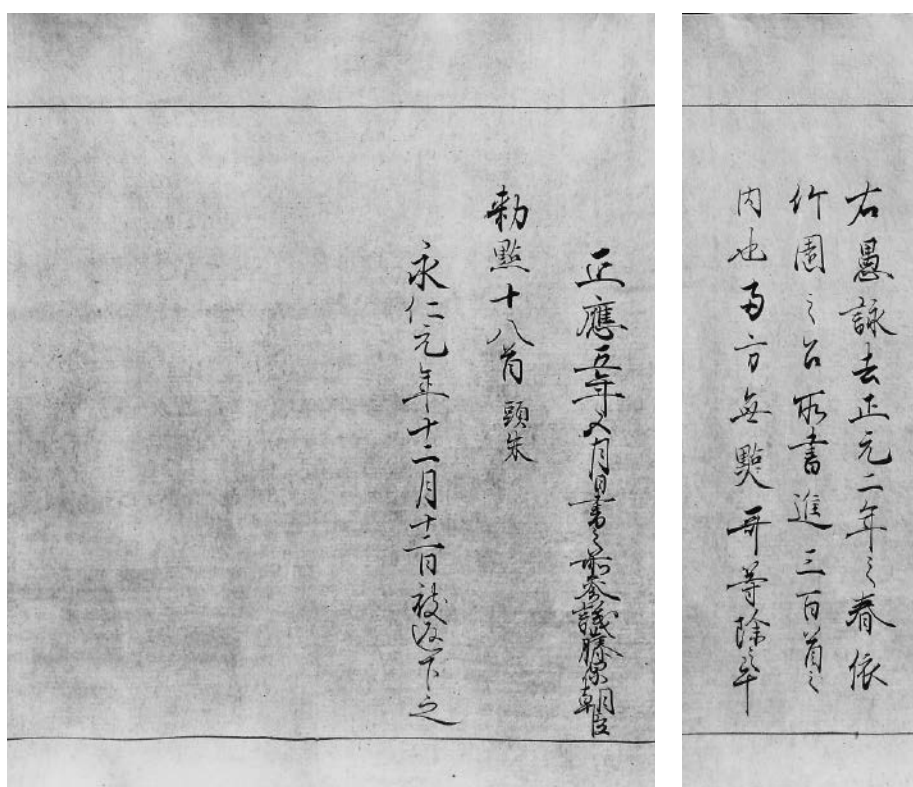 右愚詠去正元二年之春依
竹園之召所書進三百首之
内也両方無點哥等除之畢
正應五年八月日書之前参議藤原朝臣
勅點十八首 頭朱
永仁元年十二月十二日被返下之